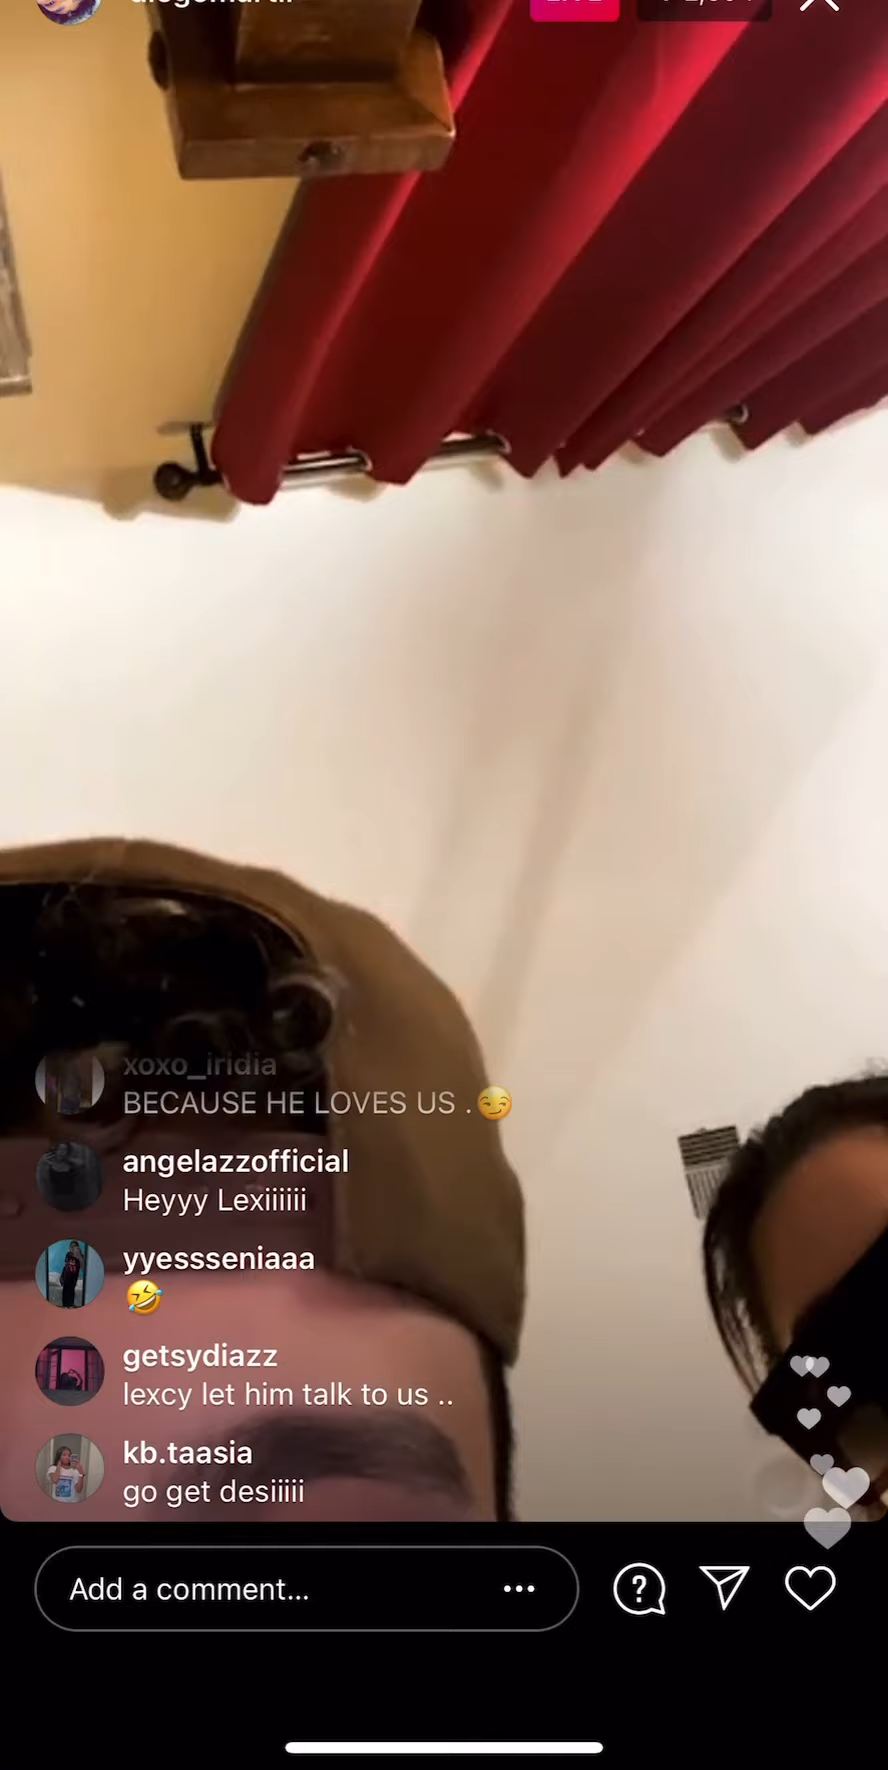 xoxo_iridia
BECAUSE HE LOVES US .😏
angelazzofficial
Heyyy Lexiiiiii
yyessseniaaa
🤣
getsydiazz
lexcy let him talk to us ..
kb.taasia
go get desiiiii
Add a comment...